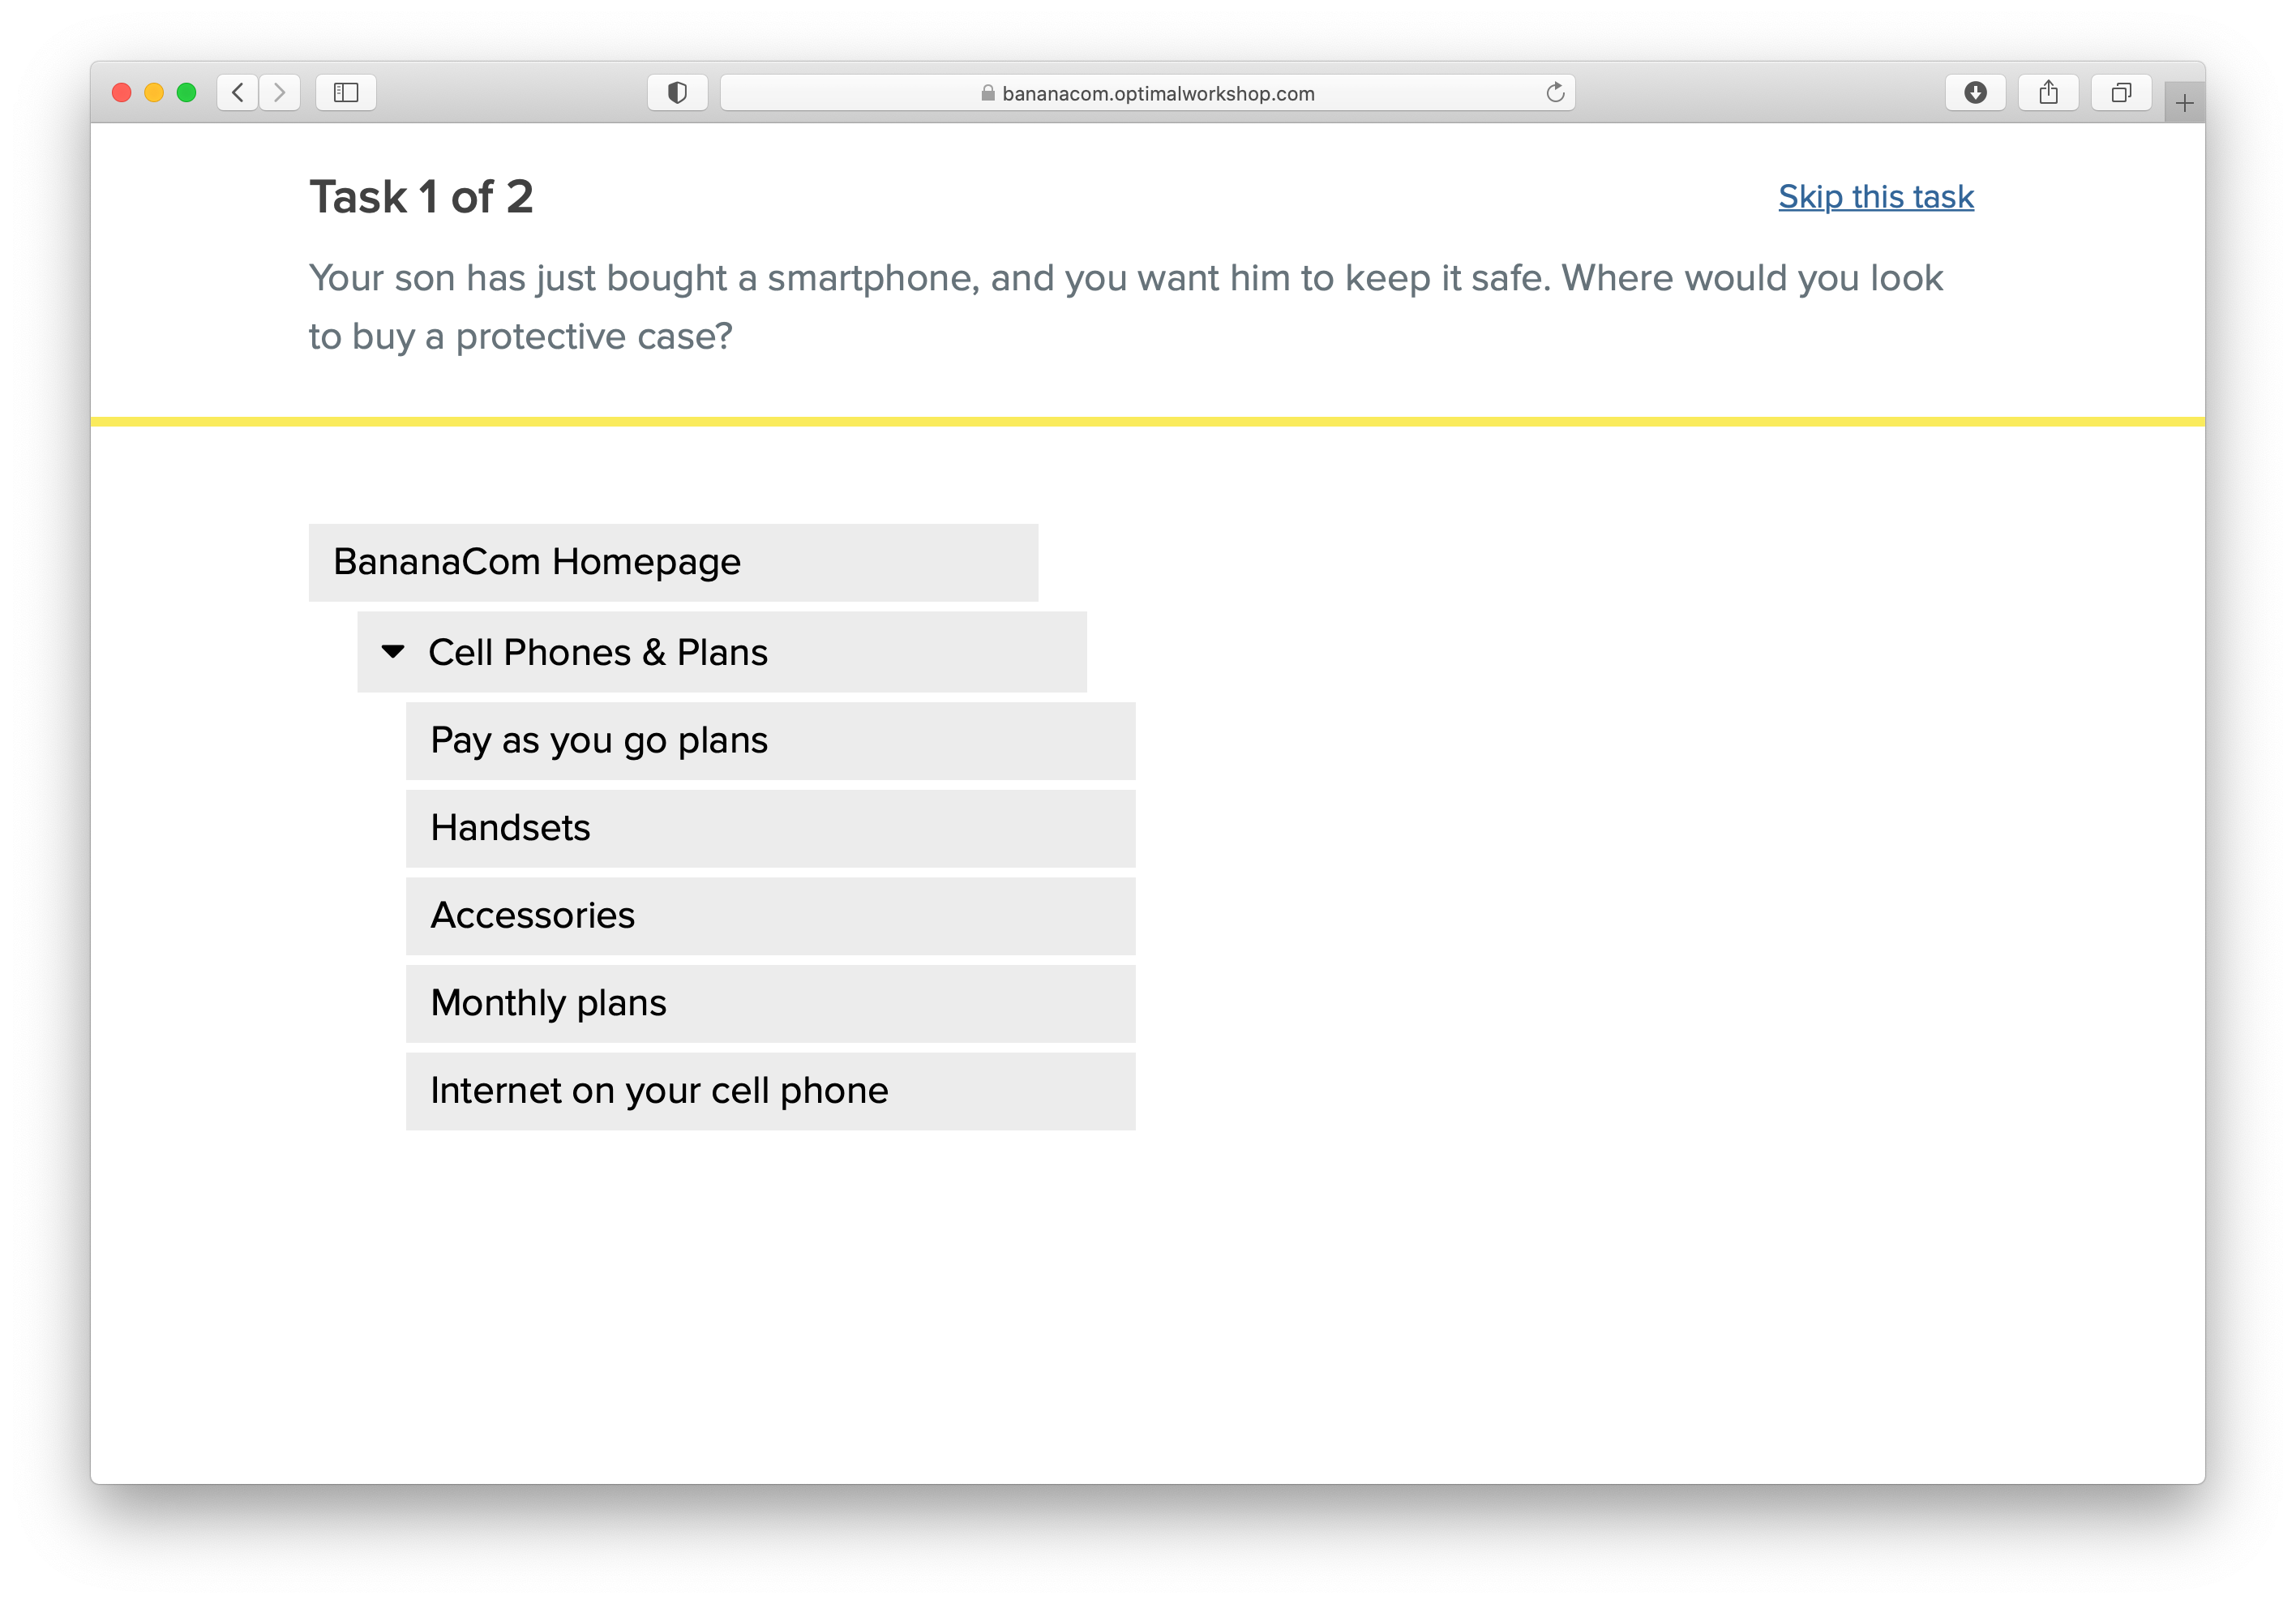 bananacom.optimalworkshop.com
Task 1 of 2
Skip this task
Your son has just bought a smartphone, and you want him to keep it safe. Where would you look
to buy a protective case?
BananaCom Homepage
Cell Phones & Plans
Pay as you go plans
Handsets
Accessories
Monthly plans
Internet on your cell phone